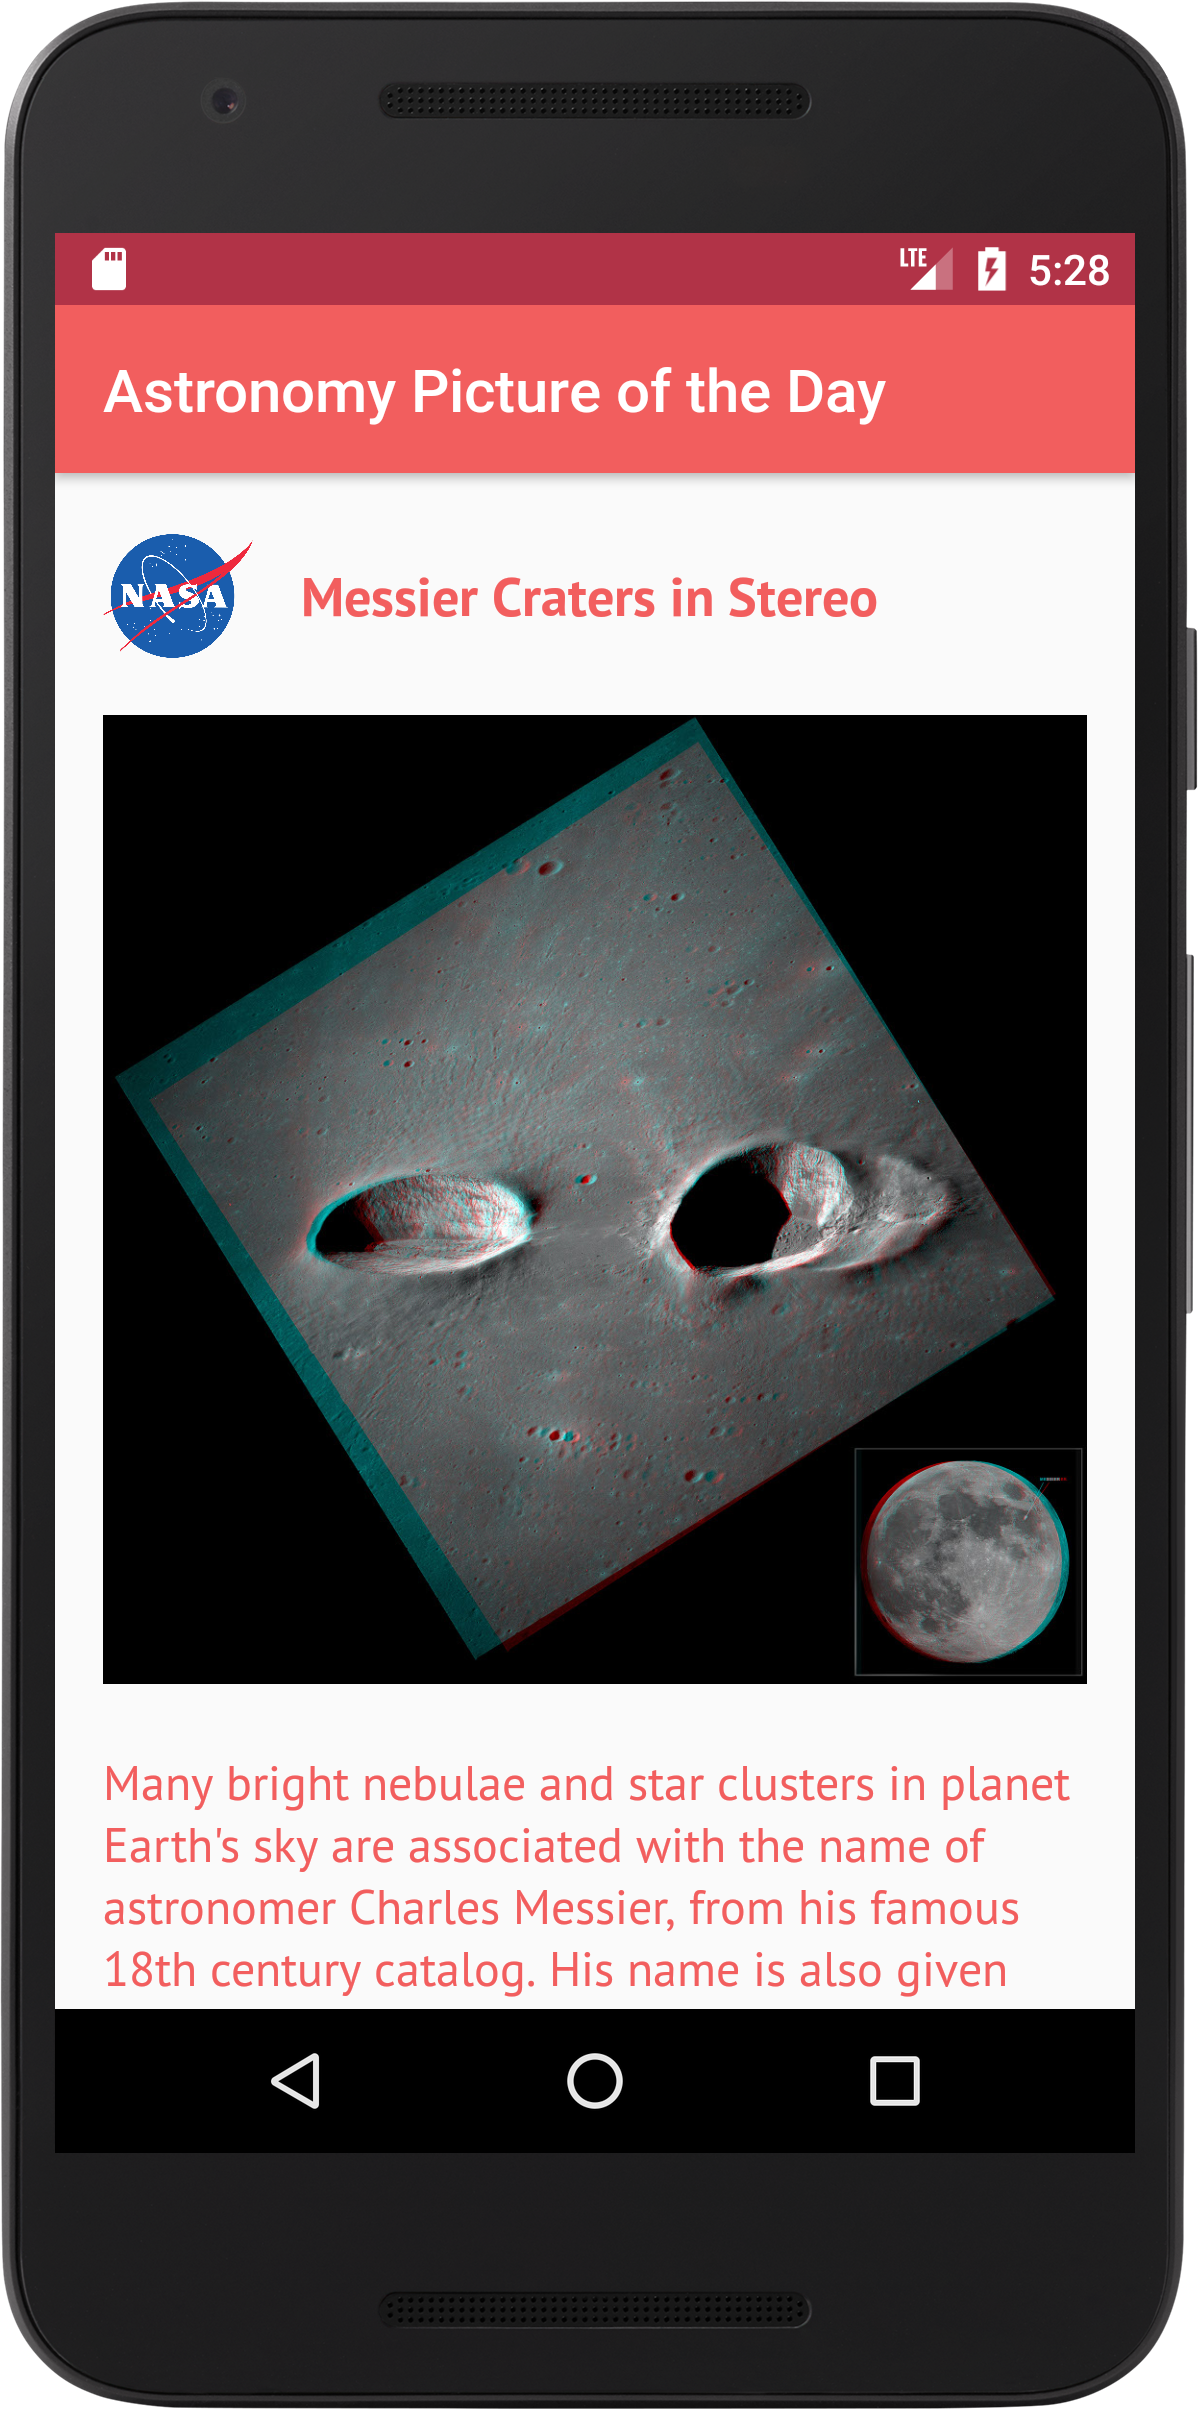 LTE 5:28
Astronomy Picture of the Day
NASA
Messier Craters in Stereo
Many bright nebulae and star clusters in planet
Earth's sky are associated with the name of
astronomer Charles Messier, from his famous
18th century catalog. His name is also given